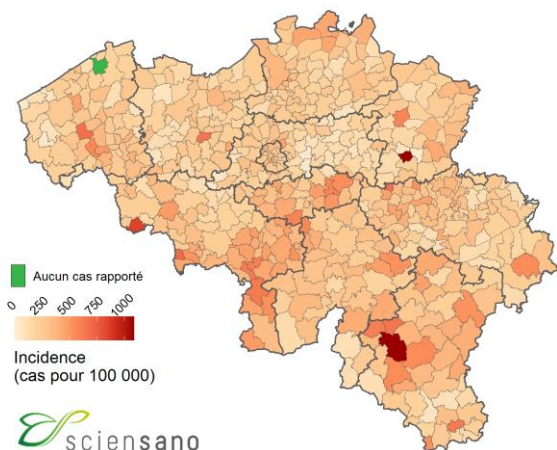 Aucun cas rapporté
0 250 500 750 1000
Incidence
(cas pour 100 000)
sciensano